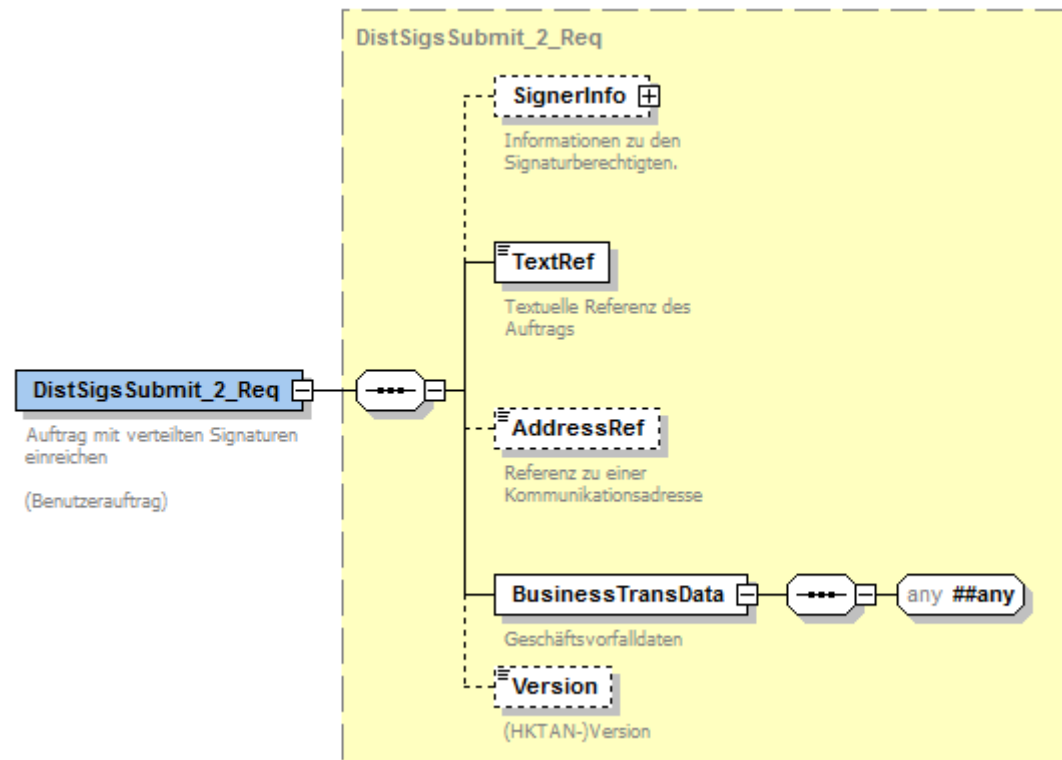 DistSigsSubmit_2_Req
SignerInfo
Informationen zu den
Signaturberechtigten.
TextRef
Textuelle Referenz des
Auftrags
DistSigsSubmit_2_Req
Auftrag mit verteilten Signaturen
einreichen
(Benutzerauftrag)
AddressRef
Referenz zu einer
Kommunikationsadresse
BusinessTransData
any ##any
Geschäftsvorfalldaten
Version
(HKTAN-)Version